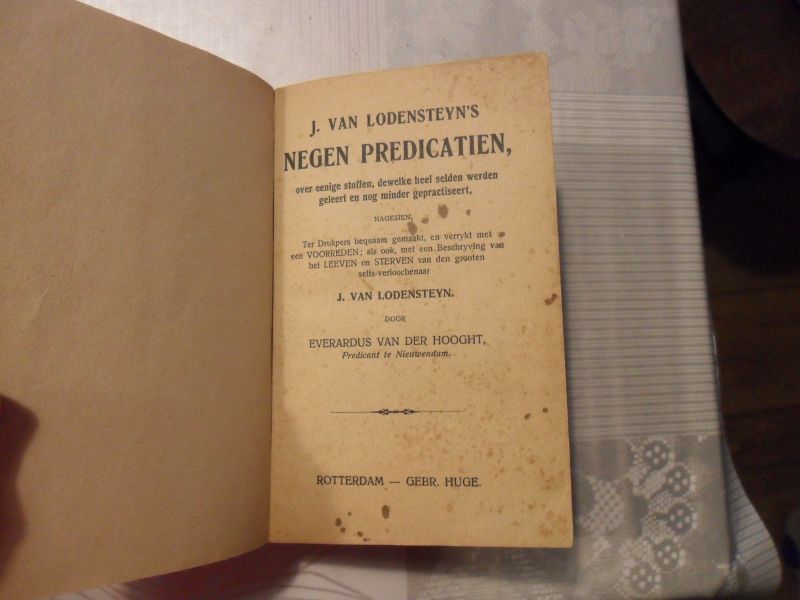 J. VAN LODENSTEYN'S
NEGEN PREDICATIEN,
over eenige stoffen, dewelke heel selden werden
geleert en nog minder gepractiseert,
NAGESIEN,
Ter Drukpers bequaam gemaakt, en verrykt met
een VOORREDEN; als ook, met een Beschryving van
het LEEVEN en STERVEN van den grooten
selfs-verloochenaar
J. VAN LODENSTEYN.
DOOR
EVERARDUS VAN DER HOOGHT,
Predicant te Nieuwendam.
ROTTERDAM — GEBR. HUGE.